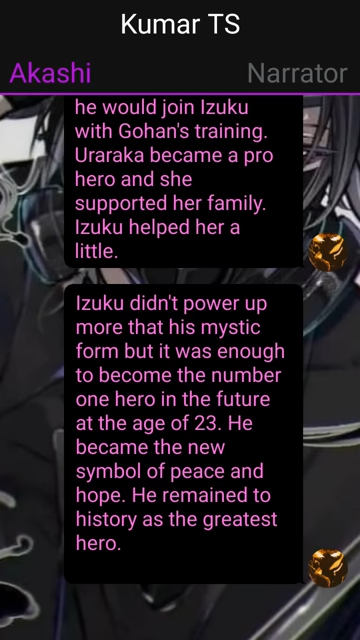 Kumar TS
Akashi
Narrator
he would join Izuku
with Gohan's training.
Uraraka became a pro
hero and she
supported her family.
Izuku helped her a
little.
Izuku didn't power up
more that his mystic
form but it was enough
to become the number
one hero in the future
at the age of 23. He
became the new
symbol of peace and
hope. He remained to
history as the greatest
hero.